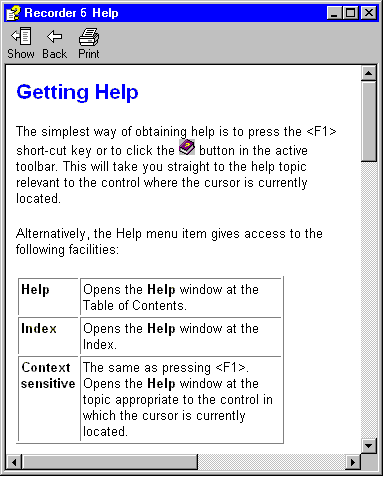 Recorder 6 Help
Show Back Print
Getting Help
The simplest way of obtaining help is to press the <F1>
short-cut key or to click the button in the active
toolbar. This will take you straight to the help topic
relevant to the control where the cursor is currently
located.
Alternatively, the Help menu item gives access to the
following facilities:
Help
Opens the Help window at the
Table of Contents.
Index
Opens the Help window at the
Index.
Context
sensitive
The same as pressing <F1>.
Opens the Help window at the
topic appropriate to the control in
which the cursor is currently
located.